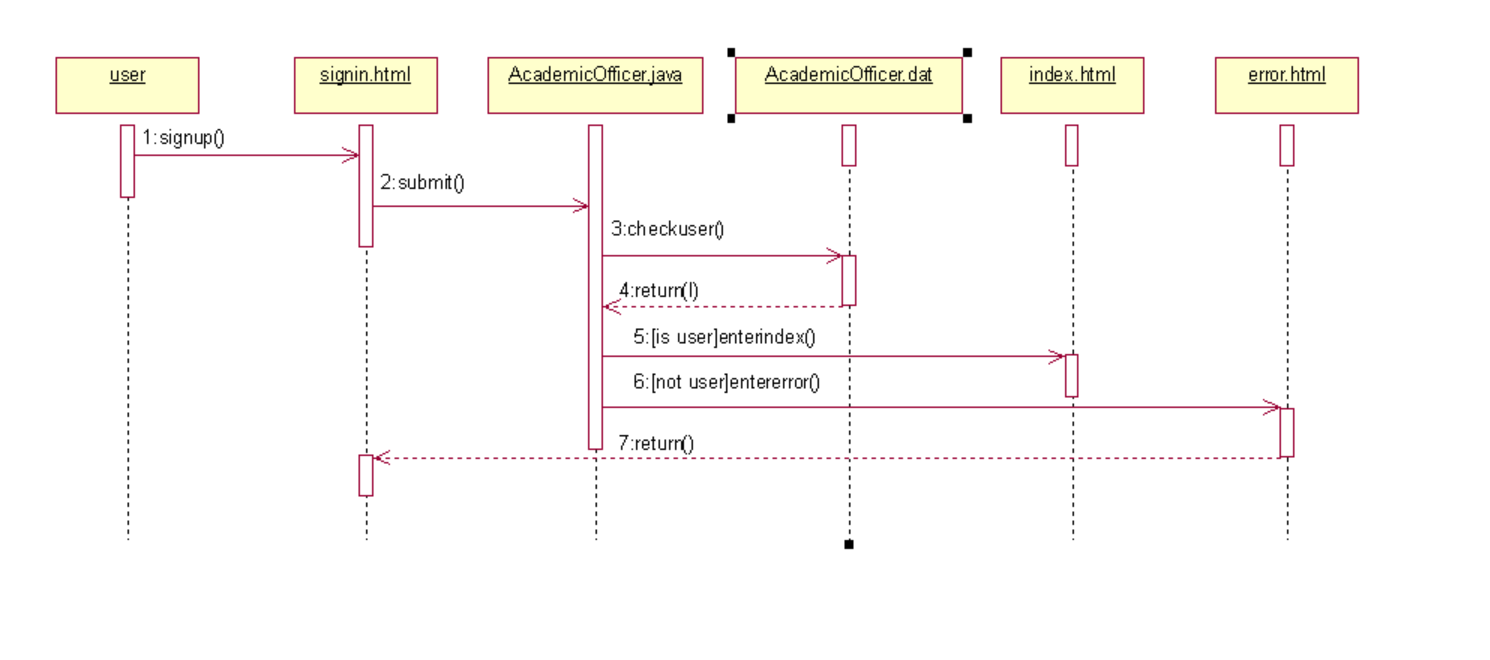 user
signin.html
AcademicOfficer.java
AcademicOfficer.dat
index.html
error.html
1:signup()
2:submit()
3:checkuser()
4:return(l)
5:[is user]enterindex()
6:[not user]entererror()
7:return()